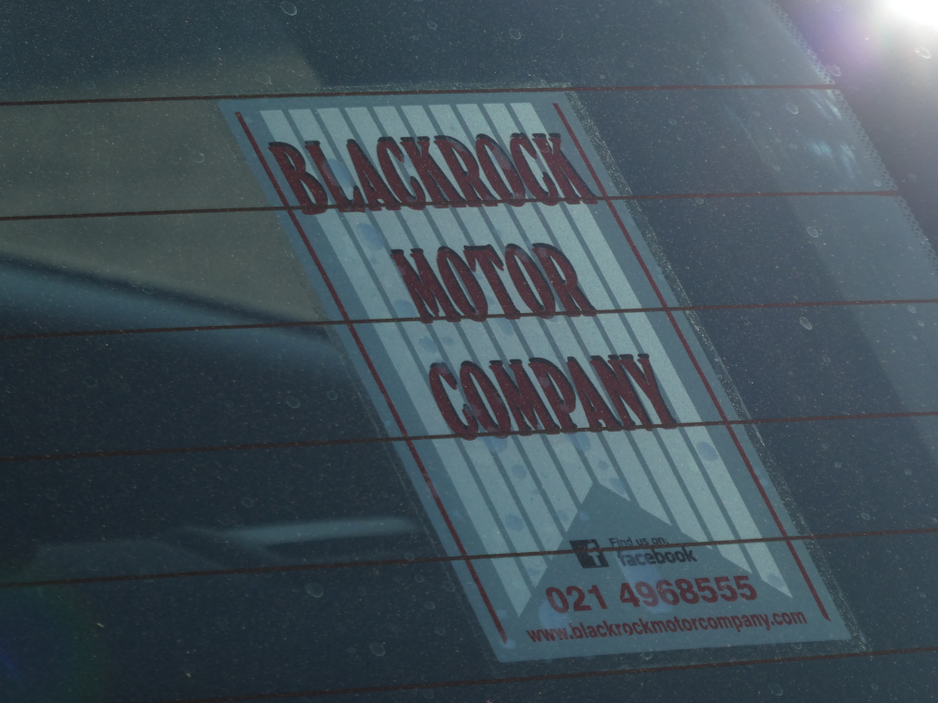 BLACKROCK
MOTOR
COMPANY
Find us on
facebook
021 4968555
www.blackrockmotorcompany.com